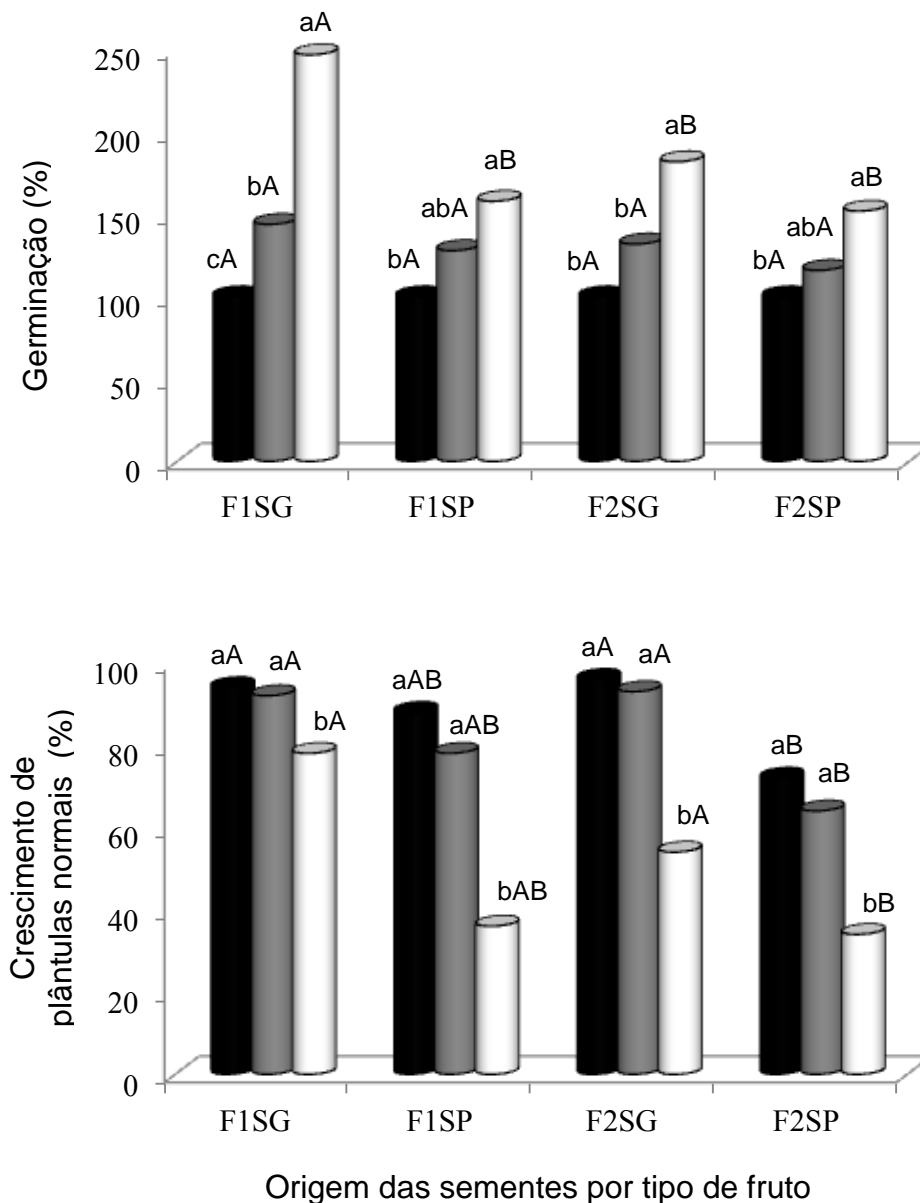 aA
250
200
aB
aB
bA
aB
150
abA
bA
abA
cA
bA
bA
bA
100
50
0
Germinação (%)
F1SG F1SP F2SG F2SP
100
aA aA
aAB
aA aA
bA
aAB
aB
aB
80
bA
60
bAB
bB
40
20
0
Crescimento de
plântulas normais (%)
F1SG F1SP F2SG F2SP
Origem das sementes por tipo de fruto